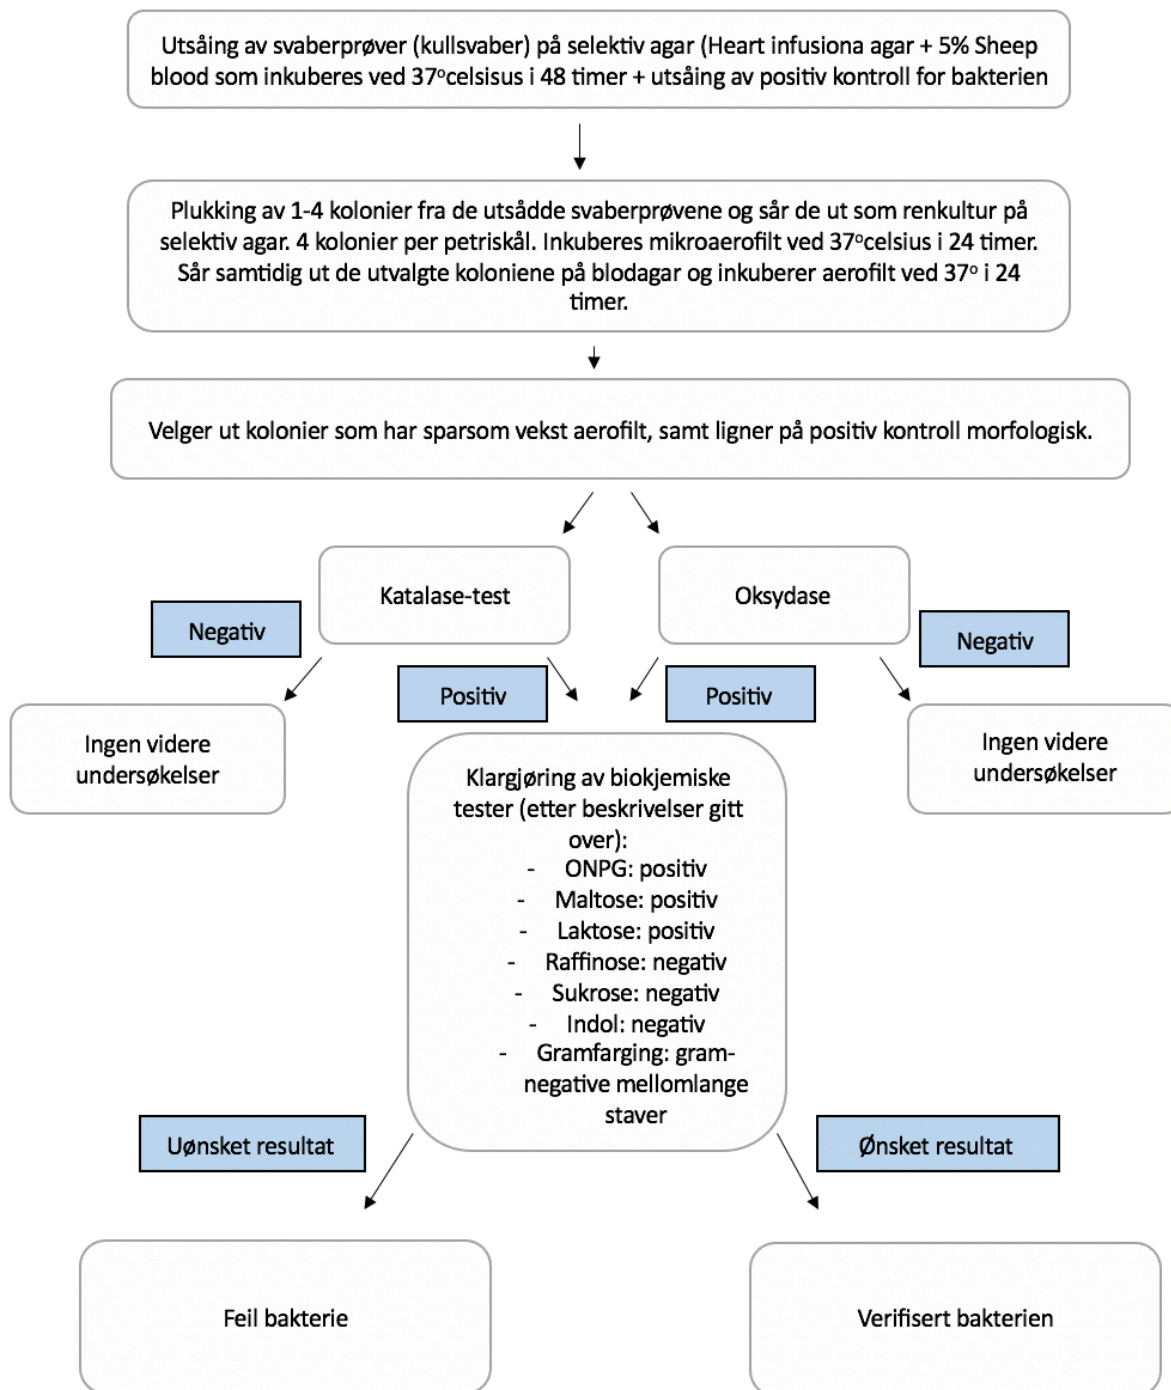 Utsåing av svaberprøver (kullsvaber) på selektiv agar (Heart infusiona agar + 5% Sheep
blood som inkuberes ved 37°celsisus i 48 timer + utsåing av positiv kontroll for bakterien
Plukking av 1-4 kolonier fra de utsådde svaberprøvene og sår de ut som renkultur på
selektiv agar. 4 kolonier per petriskål. Inkuberes mikroaerofilt ved 37°celsius i 24 timer.
Sår samtidig ut de utvalgte koloniene på blodagar og inkuberer aerofilt ved 37° i 24
timer.
Velger ut kolonier som har sparsom vekst aerofilt, samt ligner på positiv kontroll morfologisk.
Katalase-test
Oksydase
Negativ
Negativ
Positiv
Positiv
Ingen videre
undersøkelser
Ingen videre
undersøkelser
Klargjøring av biokjemiske
tester (etter beskrivelser gitt
over):
- ONPG: positiv
- Maltose: positiv
- Laktose: positiv
- Raffinose: negativ
- Sukrose: negativ
- Indol: negativ
- Gramfarging: gram-
negative mellomlange
staver
Uønsket resultat
Ønsket resultat
Feil bakterie
Verifisert bakterien